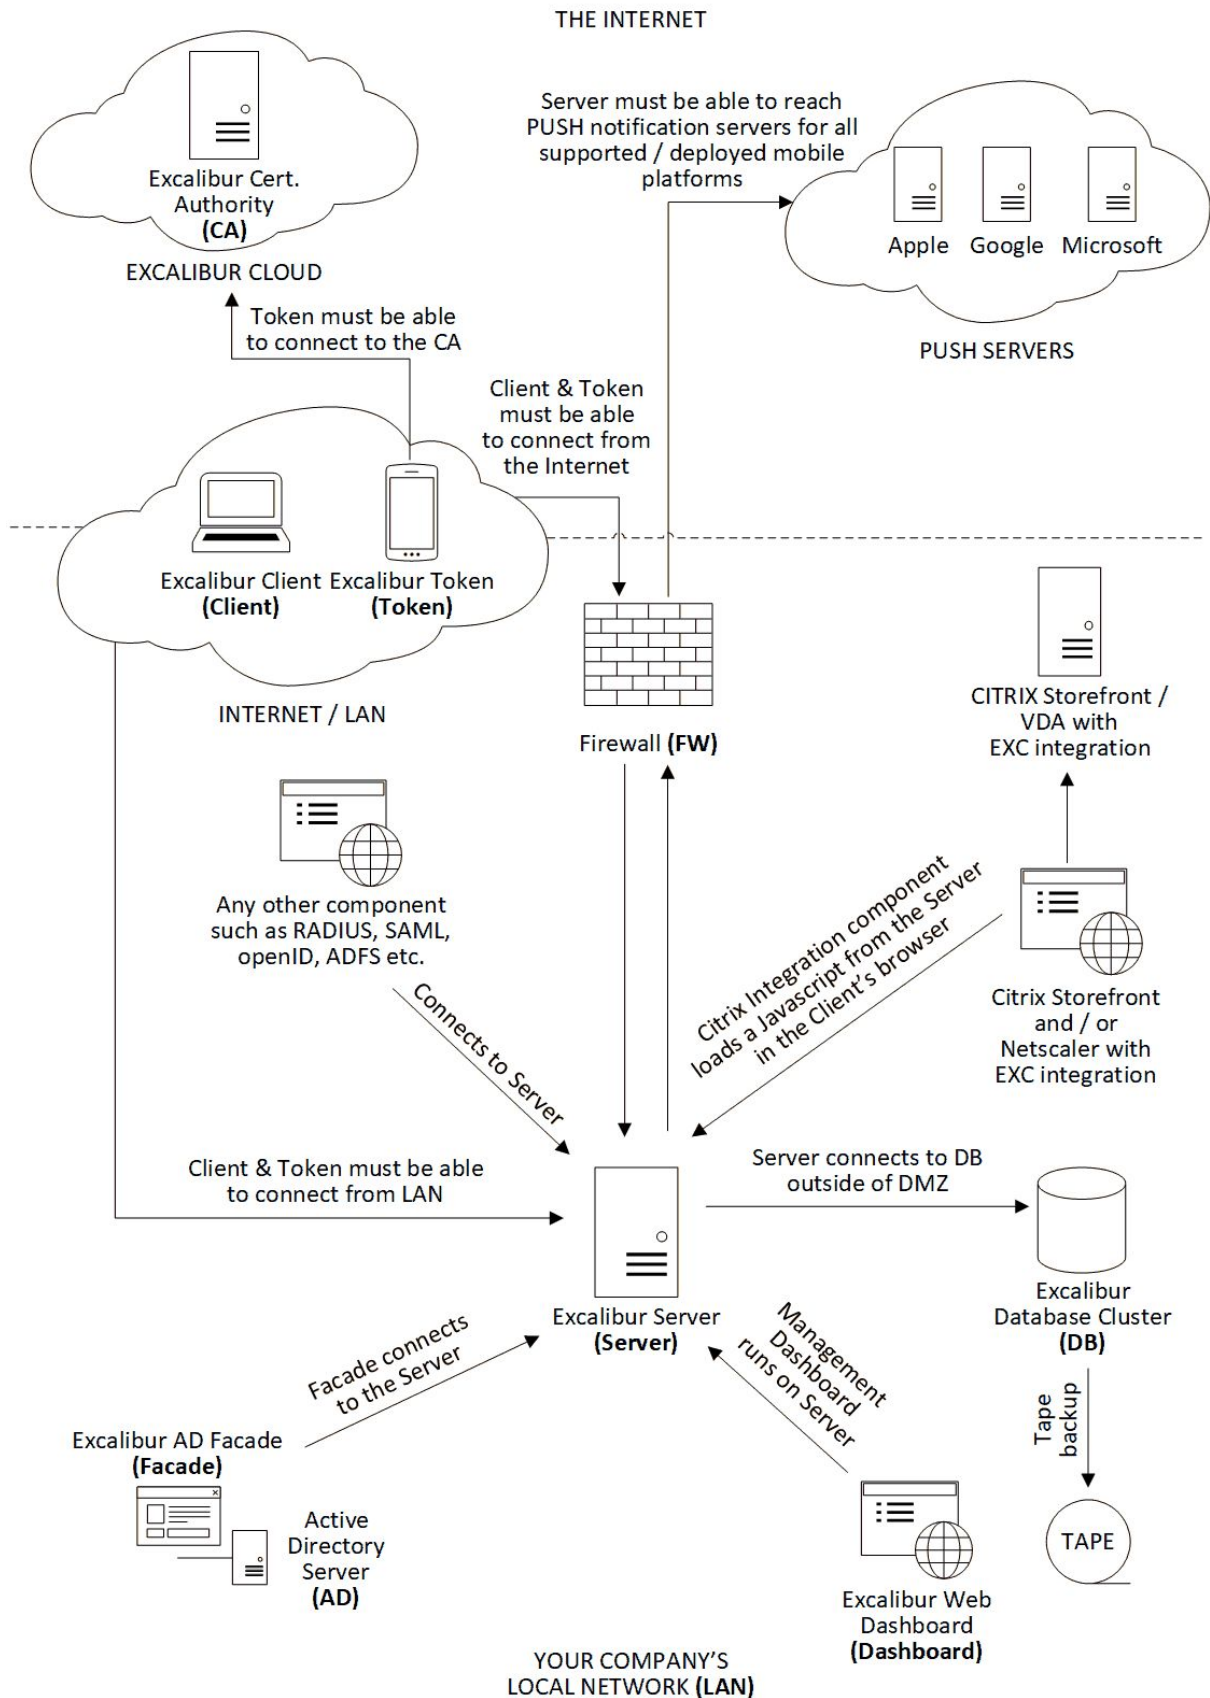 THE INTERNET
Server must be able to reach
PUSH notification servers for all
supported / deployed mobile
platforms
Excalibur Cert.
Authority
(CA)
EXCALIBUR CLOUD
Apple Google Microsoft
PUSH SERVERS
Token must be able
to connect to the CA
Client & Token
must be able
to connect from
the Internet
Excalibur Client
(Client)
Excalibur Token
(Token)
INTERNET / LAN
Firewall (FW)
CITRIX Storefront /
VDA with
EXC integration
Any other component
such as RADIUS, SAML,
openID, ADFS etc.
Connects to Server
Citrix Integration component
loads a Javascript from the Server
in the Client's browser
Citrix Storefront
and / or
Netscaler with
EXC integration
Client & Token must be able
to connect from LAN
Server connects to DB
outside of DMZ
Excalibur Server
(Server)
Excalibur
Database Cluster
(DB)
Facade connects
to the Server
Management
Dashboard
runs on Server
Tape
backup
Excalibur AD Facade
(Facade)
Active
Directory
Server
(AD)
TAPE
Excalibur Web
Dashboard
(Dashboard)
YOUR COMPANY'S
LOCAL NETWORK (LAN)